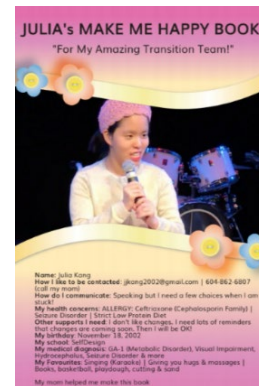 JULIA's MAKE ME HAPPY BOOK
"For My Amazing Transition Team!"
Name: Julia Kang
How I like to be contacted: jkang2002@gmail.com | 604-862-6807
(call my mom)
How do I communicate: Speaking but I need a few choices when I am
stuck!
My health concerns: ALLERGY: Ceftriaxone (Cephalosporin Family) |
Seizure Disorder | Strict Low Protein Diet
Other supports I need: I don't like changes. I need lots of reminders
that changes are coming soon. Then I will be OK!
My birthday: November 18, 2002
My school: SelfDesign
My medical diagnosis: GA-1 (Metabolic Disorder), Visual Impairment,
Hydrocephalus, Seizure Disorder & more
My Favourites: Singing (Karaoke) | Giving you hugs & massages |
Books, basketball, playdough, cutting & sand
My mom helped me make this book